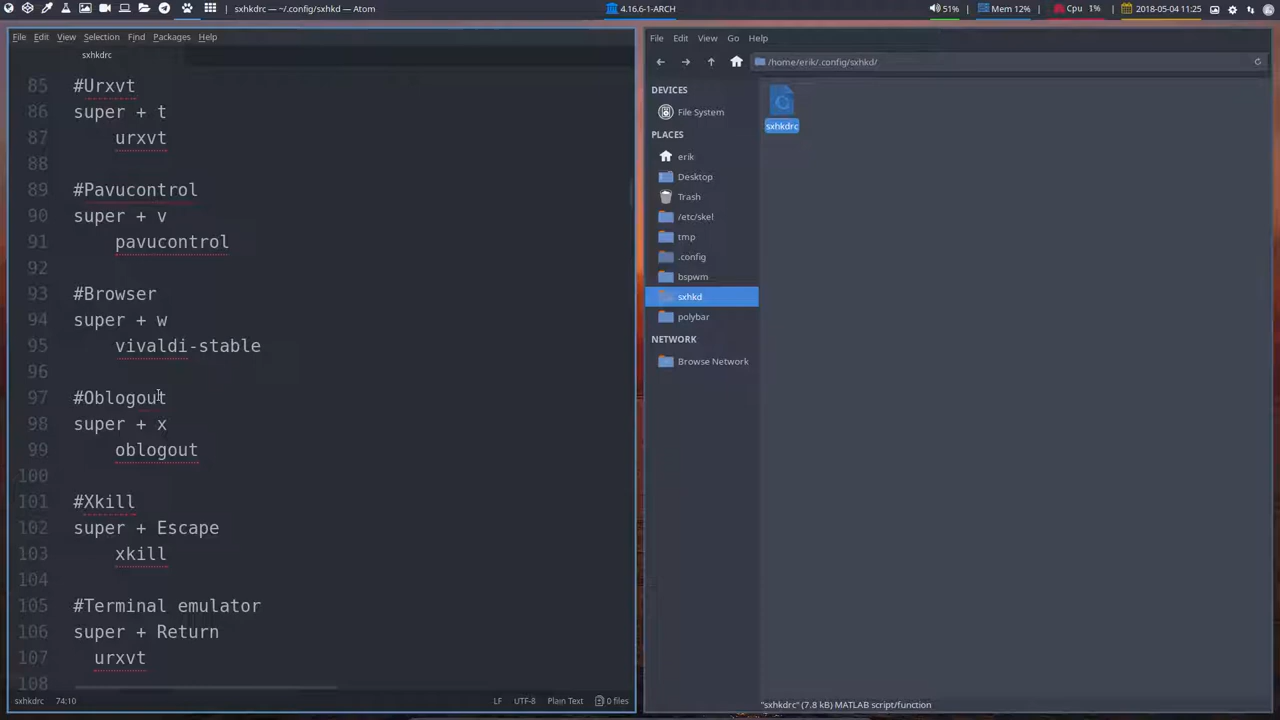 sxhkdrc — ~/.config/sxhkd — Atom
4.16.6-1-ARCH
51%
Mem 12%
Cpu 1%
2018-05-04 11:25
File Edit View Selection Find Packages Help
sxhkdrc
85 #Urxvt
86 super + t
87 urxvt
88
89 #Pavucontrol
90 super + v
91 pavucontrol
92
93 #Browser
94 super + w
95 vivaldi-stable
96
97 #Oblogout
98 super + x
99 oblogout
100
101 #Xkill
102 super + Escape
103 xkill
104
105 #Terminal emulator
106 super + Return
107 urxvt
108
sxhkdrc 74:10 LF UTF-8 Plain Text 0 files
File Edit View Go Help
/home/erik/.config/sxhkd/
DEVICES
File System
PLACES
erik
Desktop
Trash
/etc/skel
tmp
.config
bspwm
sxhkd
polybar
NETWORK
Browse Network
sxhkdrc
"sxhkdrc" (7.8 kB) MATLAB script/function